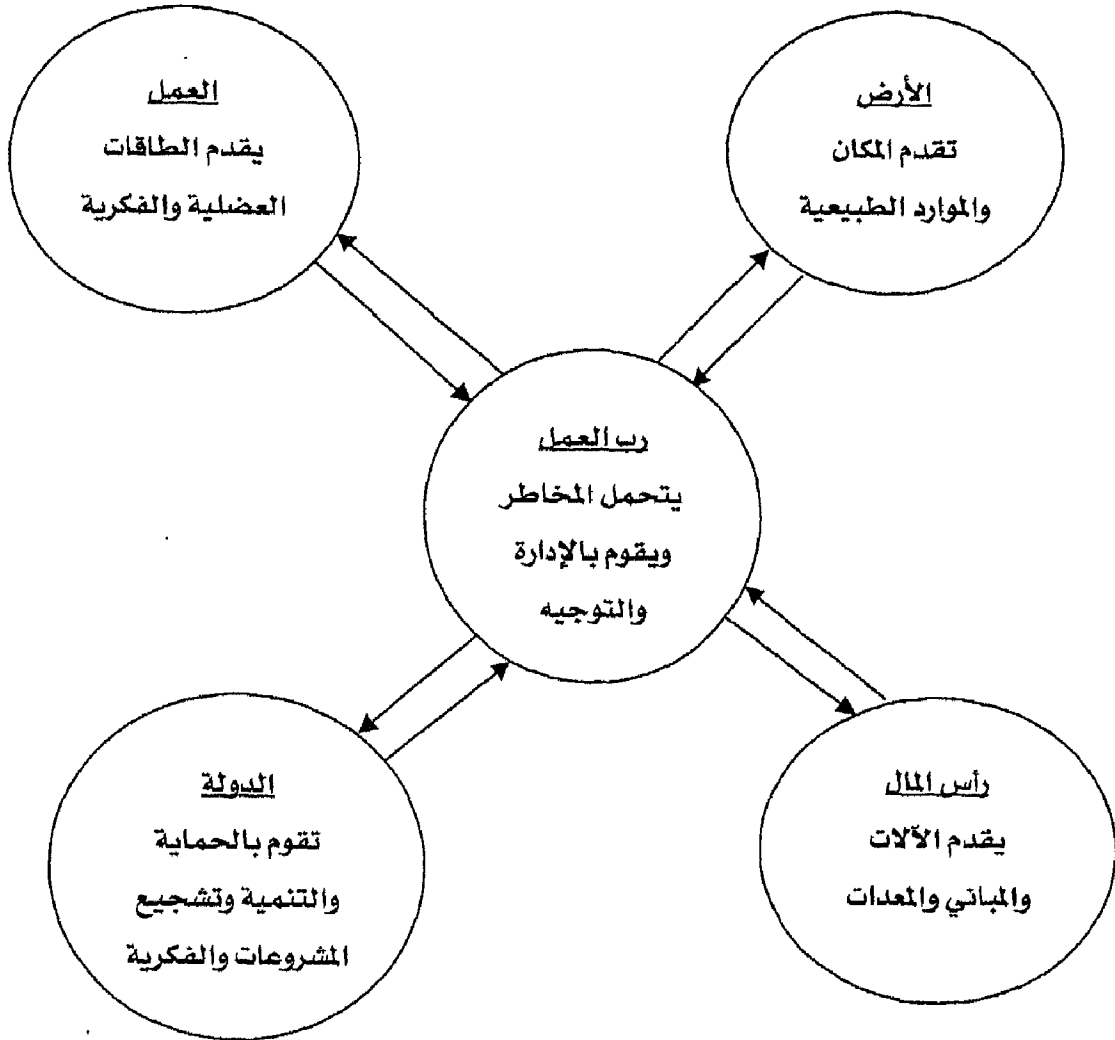 الأرض
تقدم المكان
والموارد الطبيعية
العمل
يقدم الطاقات
العضلية والفكرية
رب العمل
يتحمل المخاطر
ويقوم بالإدارة
والتوجيه
رأس المال
يقدم الآلات
والمباني والمعدات
الدولة
تقوم بالحماية
والتنمية وتشجيع
المشروعات والفكرية